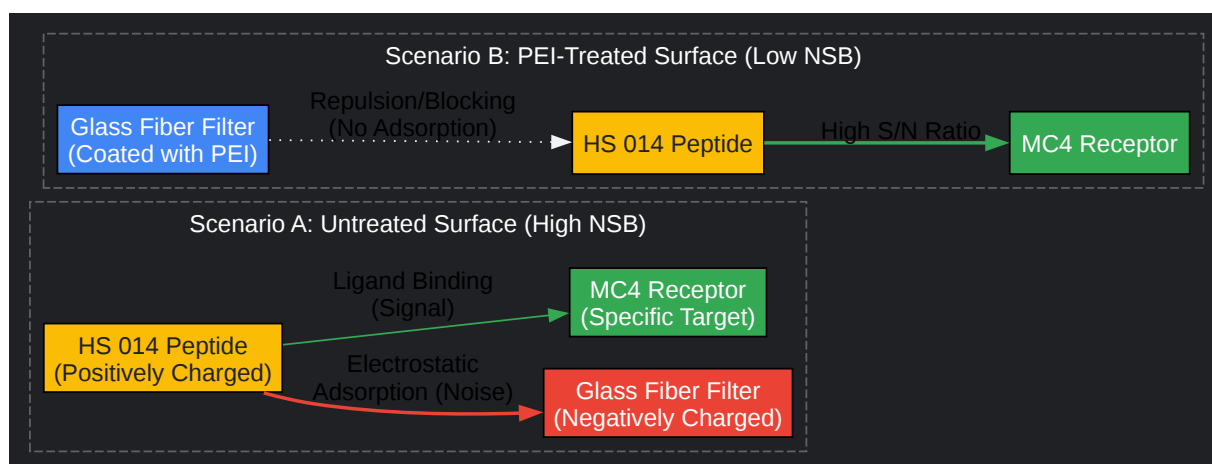 Scenario B: PEI-Treated Surface (Low NSB)
Glass Fiber Filter
(Coated with PEI)
Repulsion/Blocking
(No Adsorption)
HS 014 Peptide
High S/N Ratio
MC4 Receptor
Scenario A: Untreated Surface (High NSB)
HS 014 Peptide
(Positively Charged)
Ligand Binding
(Signal)
MC4 Receptor
(Specific Target)
Electrostatic
Adsorption (Noise)
Glass Fiber Filter
(Negatively Charged)